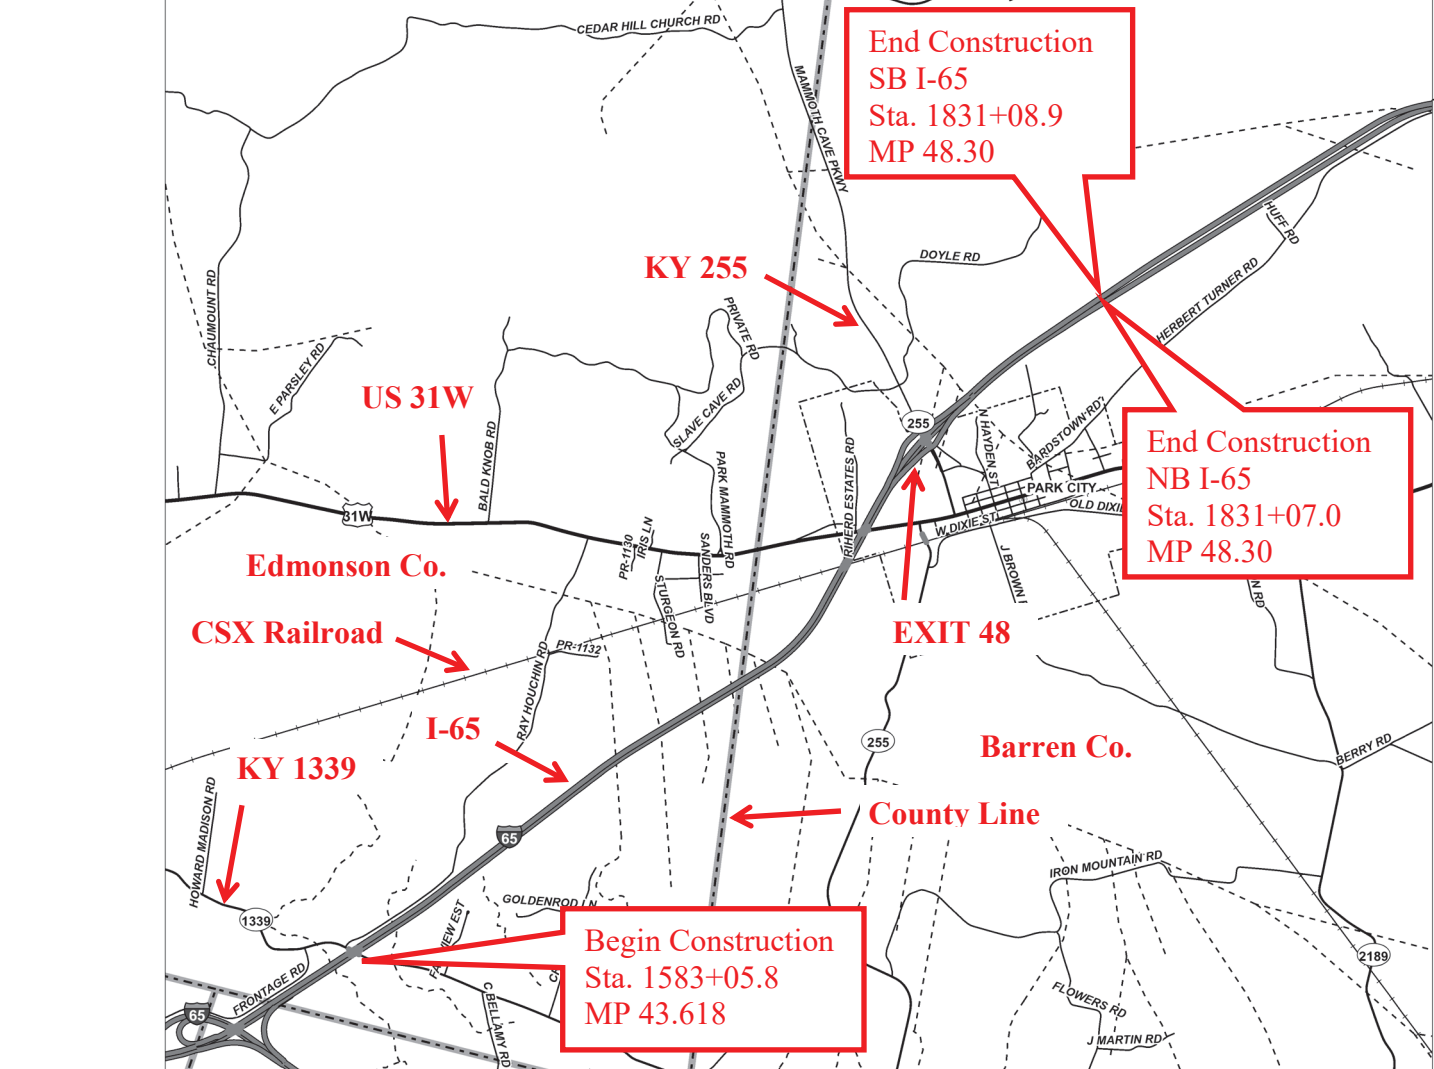 CEDAR HILL CHURCH RD
MAMMOTH CAVE PKWY
End Construction
SB I-65
Sta. 1831+08.9
MP 48.30
HUFF RD
DOYLE RD
KY 255
CHAUMOUNT RD
HERBERT TURNER RD
PRIVATE RD
E PARSLEY RD
US 31W
SLAVE CAVE RD
255
N HAYDEN ST
BARDSTOWN RD
End Construction
NB I-65
Sta. 1831+07.0
MP 48.30
BALD KNOB RD
PARK MAMMOTH RD
RIHERD ESTATES RD
PARK CITY
OLD DIXI
31W
W DIXIE ST
PR-1130
IRIS LN
SANDERS BLVD
STURGEON RD
J BROWN
N RD
Edmonson Co.
CSX Railroad
EXIT 48
PR-1132
RAY HOUCHIN RD
I-65
255
Barren Co.
BERRY RD
KY 1339
HOWARD MADISON RD
County Line
65
IRON MOUNTAIN RD
GOLDENROD LN
1339
VIEW EST
Begin Construction
Sta. 1583+05.8
MP 43.618
2189
FRONTAGE RD
C BELLAMY RD
FLOWERS RD
65
J MARTIN RD